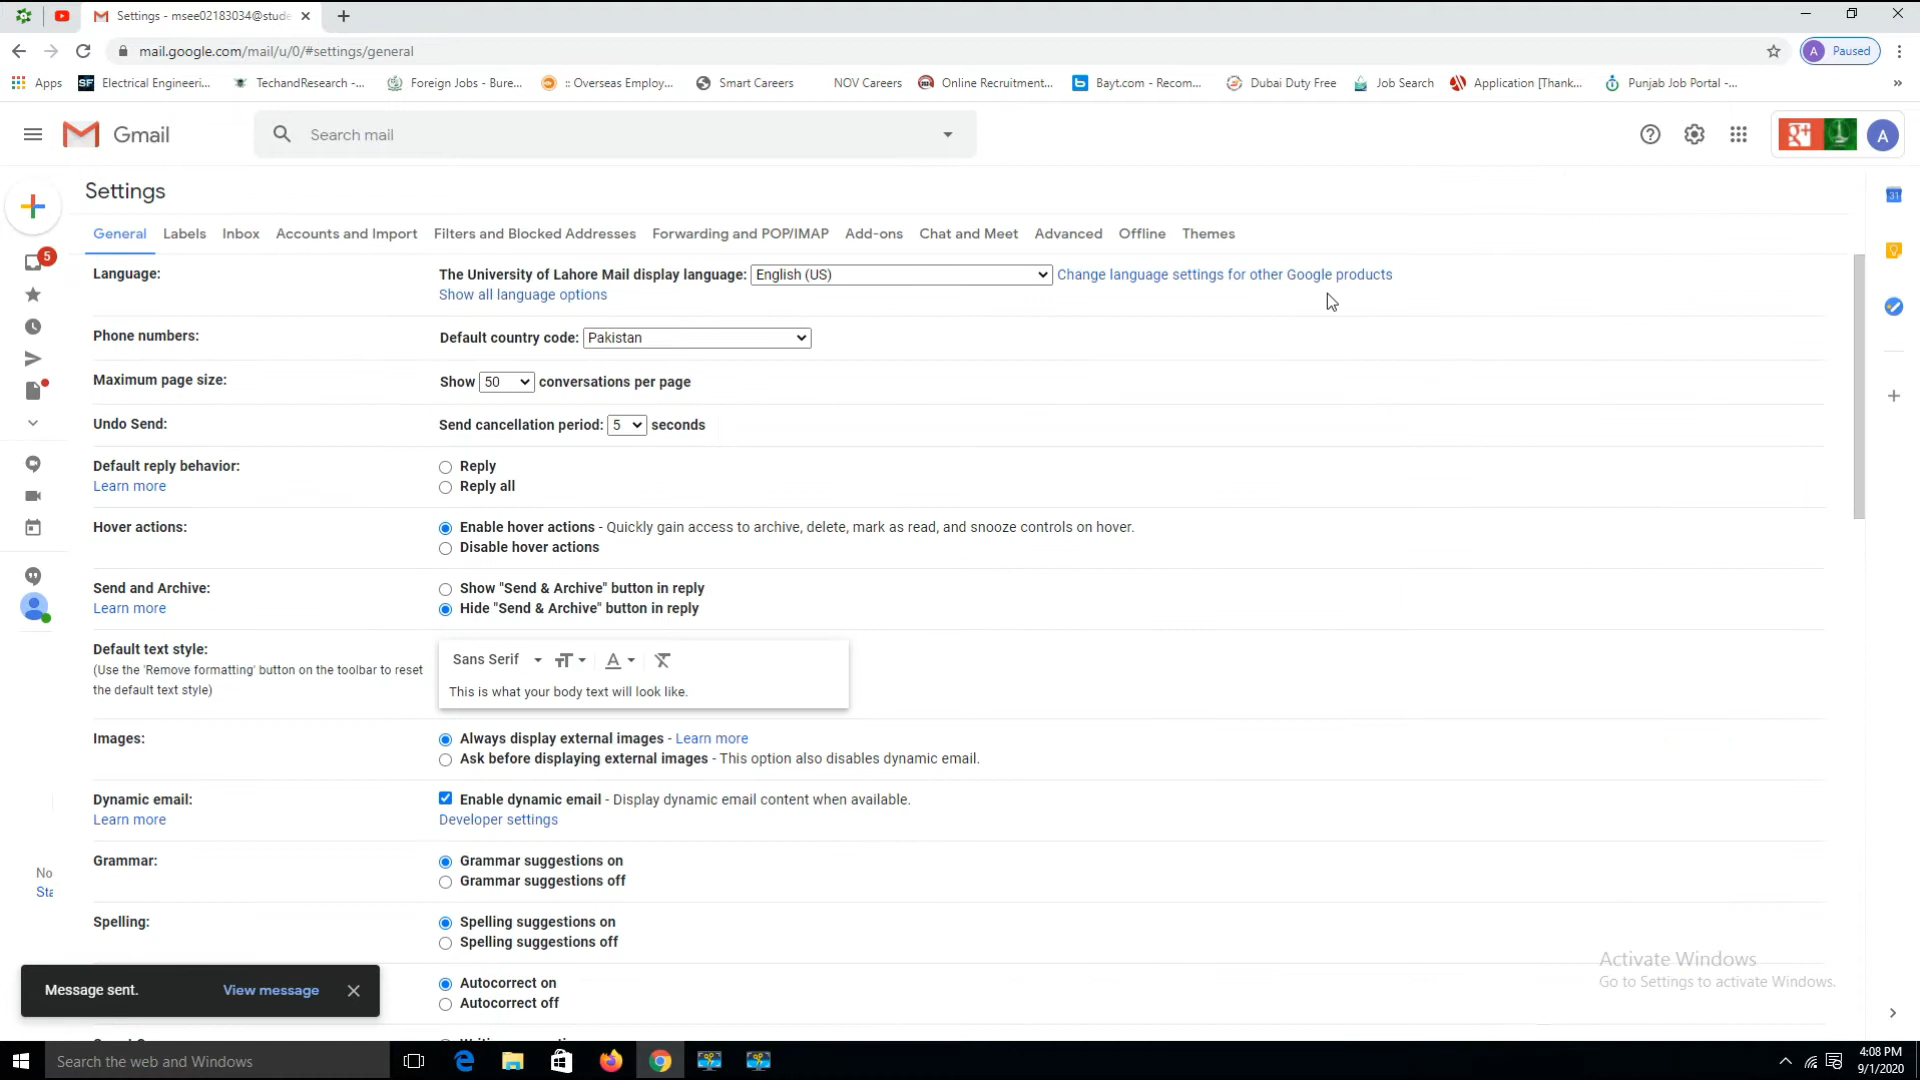 Settings - msee02183034@stude
mail.google.com/mail/u/0/#settings/general
A Paused
Apps SF Electrical Engineeri... TechandResearch -... Foreign Jobs - Bure... :: Overseas Employ... Smart Careers NOV Careers Online Recruitment... b Bayt.com - Recom... Dubai Duty Free Job Search Application [Thank... Punjab Job Portal -... »
Gmail
Search mail
A
Settings
31
General Labels Inbox Accounts and Import Filters and Blocked Addresses Forwarding and POP/IMAP Add-ons Chat and Meet Advanced Offline Themes
5
Language: The University of Lahore Mail display language: English (US) Change language settings for other Google products
Show all language options
Phone numbers: Default country code: Pakistan
Maximum page size: Show 50 conversations per page
Undo Send: Send cancellation period: 5 seconds
Default reply behavior: Reply
Learn more Reply all
Hover actions: Enable hover actions - Quickly gain access to archive, delete, mark as read, and snooze controls on hover.
Disable hover actions
Send and Archive: Show "Send & Archive" button in reply
Learn more Hide "Send & Archive" button in reply
Default text style:
(Use the 'Remove formatting' button on the toolbar to reset
the default text style)
Sans Serif
This is what your body text will look like.
Images: Always display external images - Learn more
Ask before displaying external images - This option also disables dynamic email.
Dynamic email: Enable dynamic email - Display dynamic email content when available.
Learn more Developer settings
Grammar: Grammar suggestions on
Grammar suggestions off
No
Sta
Spelling: Spelling suggestions on
Spelling suggestions off
Autocorrect on
Autocorrect off
Message sent. View message
Activate Windows
Go to Settings to activate Windows.
Search the web and Windows
4:08 PM
9/1/2020